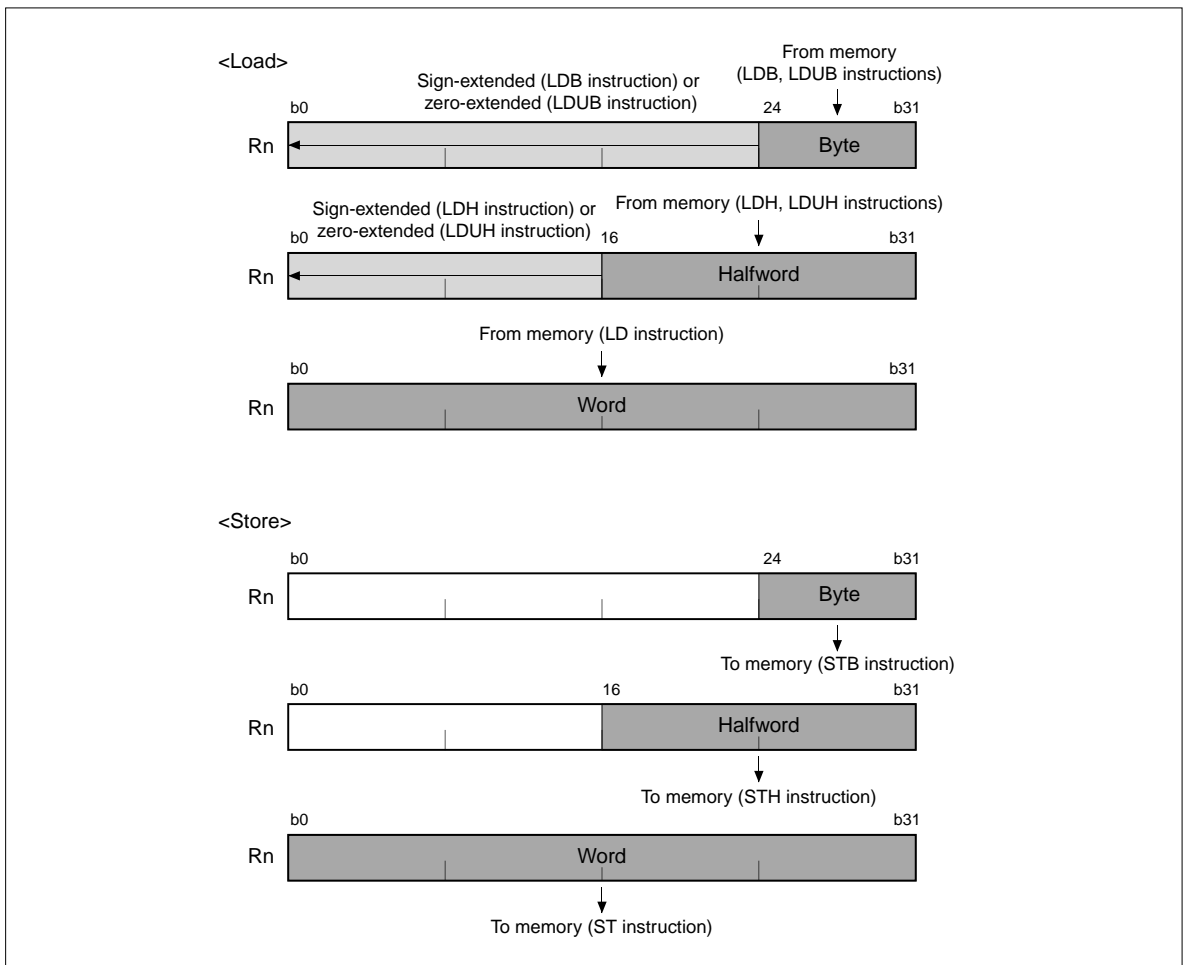 <Load>
From memory
(LDB, LDUB instructions)
Sign-extended (LDB instruction) or
zero-extended (LDUB instruction)
b0 24 b31
Rn Byte
Sign-extended (LDH instruction) or
zero-extended (LDUH instruction)
From memory (LDH, LDUH instructions)
b0 16 b31
Rn Halfword
From memory (LD instruction)
b0 b31
Rn Word
<Store>
b0 24 b31
Rn Byte
To memory (STB instruction)
b0 16 b31
Rn Halfword
To memory (STH instruction)
b0 b31
Rn Word
To memory (ST instruction)